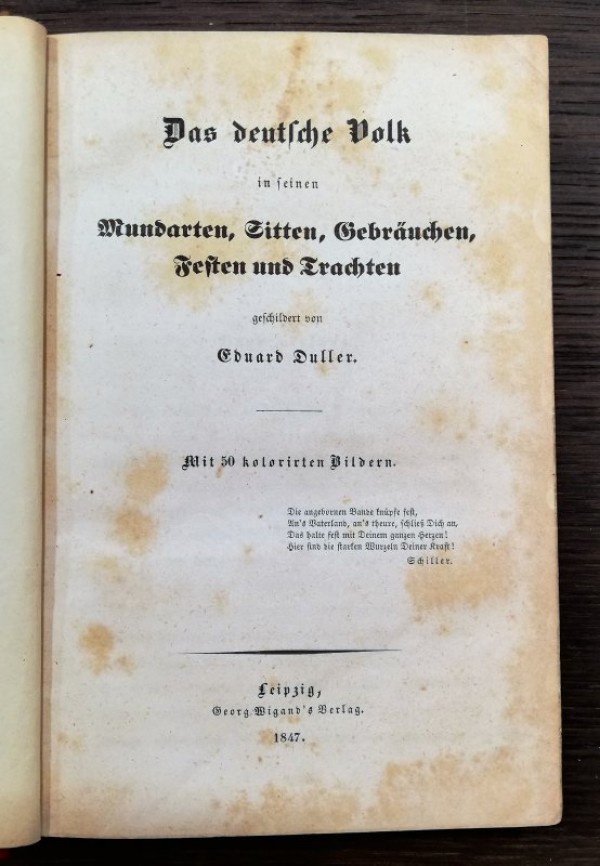 Das deutſche Volk
in ſeinen
Mundarten, Sitten, Gebräuchen,
Feſten und Trachten
geſchildert von
Eduard Duller.
Mit 50 kolorirten Bildern.
Die angebornen Bande knüpfe feſt,
An's Vaterland, an's theure, ſchließ Dich an,
Das halte feſt mit Deinem ganzen Herzen!
Hier ſind die ſtarken Wurzeln Deiner Kraft!
Schiller.
Leipzig,
Georg Wigand's Verlag.
1847.